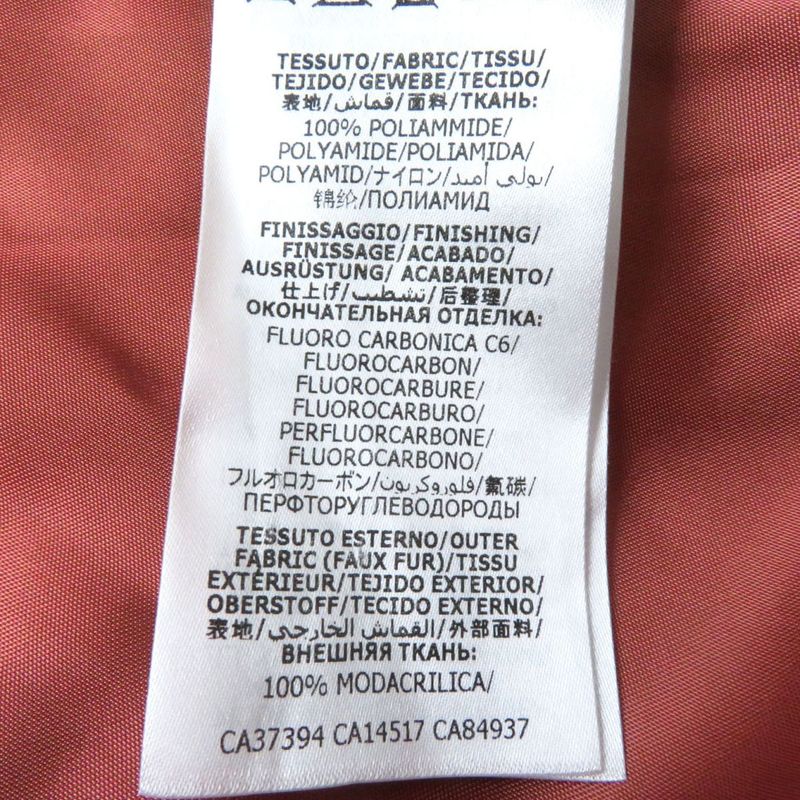 TESSUTO/FABRIC/TISSU/
TEJIDO/GEWEBE/TECIDO/
表地/قماش/面料/ТКАНЬ:
100% POLIAMMIDE/
POLYAMIDE/POLIAMIDA/
POLYAMID/ナイロン/بولي أميد/
锦纶/ПОЛИАМИД
FINISSAGGIO/FINISHING/
FINISSAGE/ACABADO/
AUSRÜSTUNG/ ACABAMENTO/
仕上げ/تشطيب/后整理/
ОКОНЧАТЕЛЬНАЯ ОТДЕЛКА:
FLUORO CARBONICA C6/
FLUOROCARBON/
FLUOROCARBURE/
FLUOROCARBURO/
PERFLUORCARBONE/
FLUOROCARBONO/
フルオロカーボン/فلوروكربون/氟碳/
ПЕРФТОРУГЛЕВОДОРОДЫ
TESSUTO ESTERNO/OUTER
FABRIC (FAUX FUR)/TISSU
EXTÉRIEUR/TEJIDO EXTERIOR/
OBERSTOFF/TECIDO EXTERNO/
表地/القماش الخارجي/外部面料/
ВНЕШНЯЯ ТКАНЬ:
100% MODACRILICA/
CA37394 CA14517 CA84937